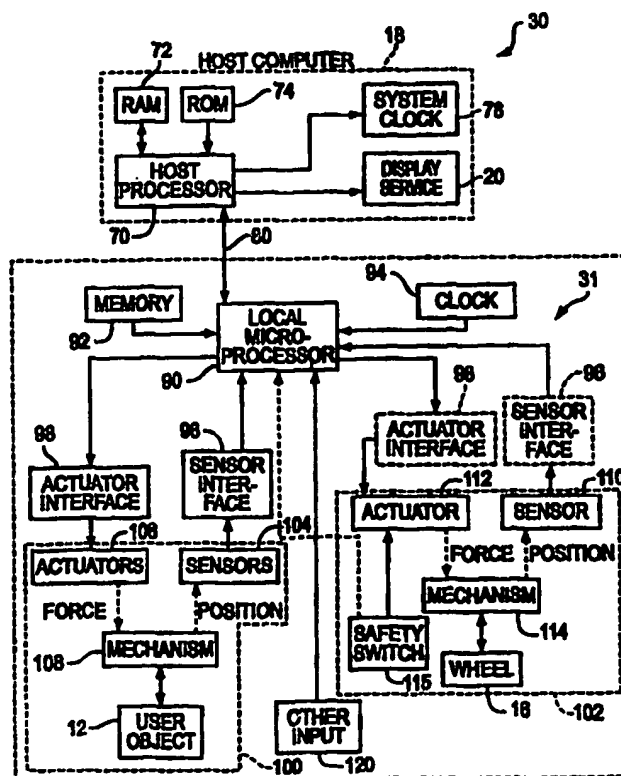 30
18
HOST COMPUTER
72
RAM
ROM
74
SYSTEM
CLOCK
78
HOST
PROCESSOR
70
DISPLAY
SERVICE
20
80
MEMORY
92
LOCAL
MICRO-
PROCESSOR
90
94
CLOCK
31
98
ACTUATOR
INTERFACE
96
SENSOR
INTER-
FACE
98
ACTUATOR
INTERFACE
96
SENSOR
INTER-
FACE
106
ACTUATORS
104
SENSORS
112
ACTUATOR
110
SENSOR
FORCE
POSITION
FORCE
POSITION
108
MECHANISM
MECHANISM
114
SAFETY
SWITCH
115
WHEEL
16
102
12
USER
OBJECT
100
OTHER
INPUT
120